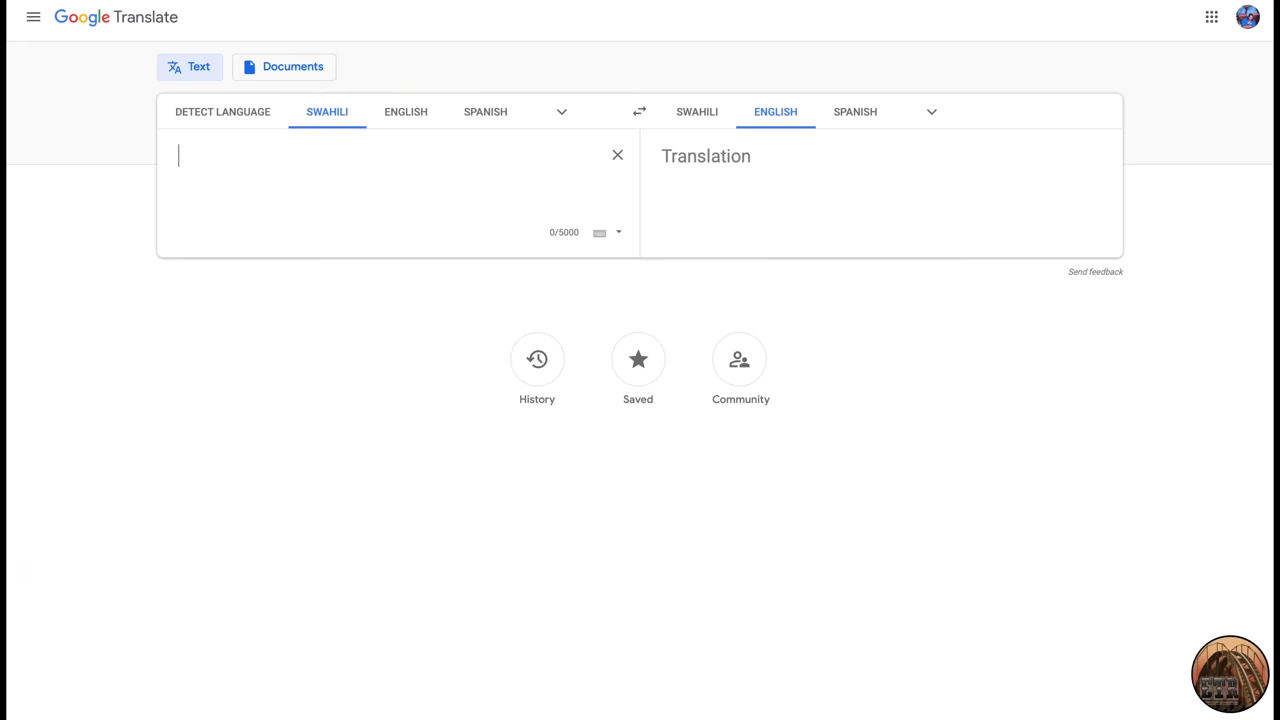 Google Translate
Text Documents
DETECT LANGUAGE SWAHILI ENGLISH SPANISH SWAHILI ENGLISH SPANISH
Translation
0/5000
Send feedback
History Saved Community
ETR